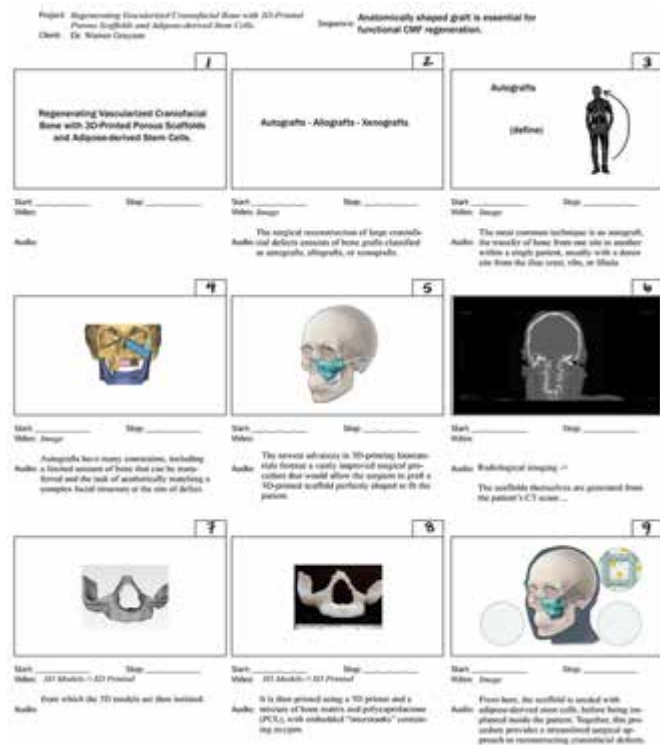 Project: Regenerating Vascularized Craniofacial Bone with 3D-Printed
Porous Scaffolds and Adipose-derived Stem Cells.
Client: Dr. Warren Grayson
Sequence: Anatomically shaped graft is essential for
functional CMF regeneration.
1
Regenerating Vascularized Craniofacial
Bone with 3D-Printed Porous Scaffolds
and Adipose-derived Stem Cells.
Start: Stop:
Video:
Audio:
2
Autografts - Allografts - Xenografts
Start: Stop:
Video: Image
Audio: The surgical reconstruction of large craniofa-
cial defects consists of bone grafts classified
as autografts, allografts, or xenografts.
3
Autografts
(define)
Start: Stop:
Video: Image
Audio: The most common technique is an autograft,
the transfer of bone from one site to another
within a single patient, usually with a donor
site from the iliac crest, ribs, or fibula.
4
Start: Stop:
Video: Image
Audio: Autografts have many constraints, including
a limited amount of bone that can be trans-
ferred and the task of aesthetically matching a
complex facial structure at the site of defect.
5
Start: Stop:
Video: Image
Audio: The newest advances in 3D-printing biomate-
rials foresee a vastly improved surgical pro-
cedure that would allow the surgeon to graft a
3D-printed scaffold perfectly shaped to fit the
patient.
6
Start: Stop:
Video:
Audio: Radiological imaging ->
The scaffolds themselves are generated from
the patient's CT scans ...
7
Start: Stop:
Video: 3D Models -> 3D Printed
Audio: from which the 3D models are then isolated.
8
Start: Stop:
Video: 3D Models -> 3D Printed
Audio: It is then printed using a 3D printer and a
mixture of bone matrix and polycaprolactone
(PCL), with embedded "microtanks" contain-
ing oxygen.
9
Start: Stop:
Video: Image
Audio: From here, the scaffold is seeded with
adipose-derived stem cells, before being im-
planted inside the patient. Together, this pro-
cedure provides a streamlined surgical ap-
proach to reconstructing craniofacial defects.